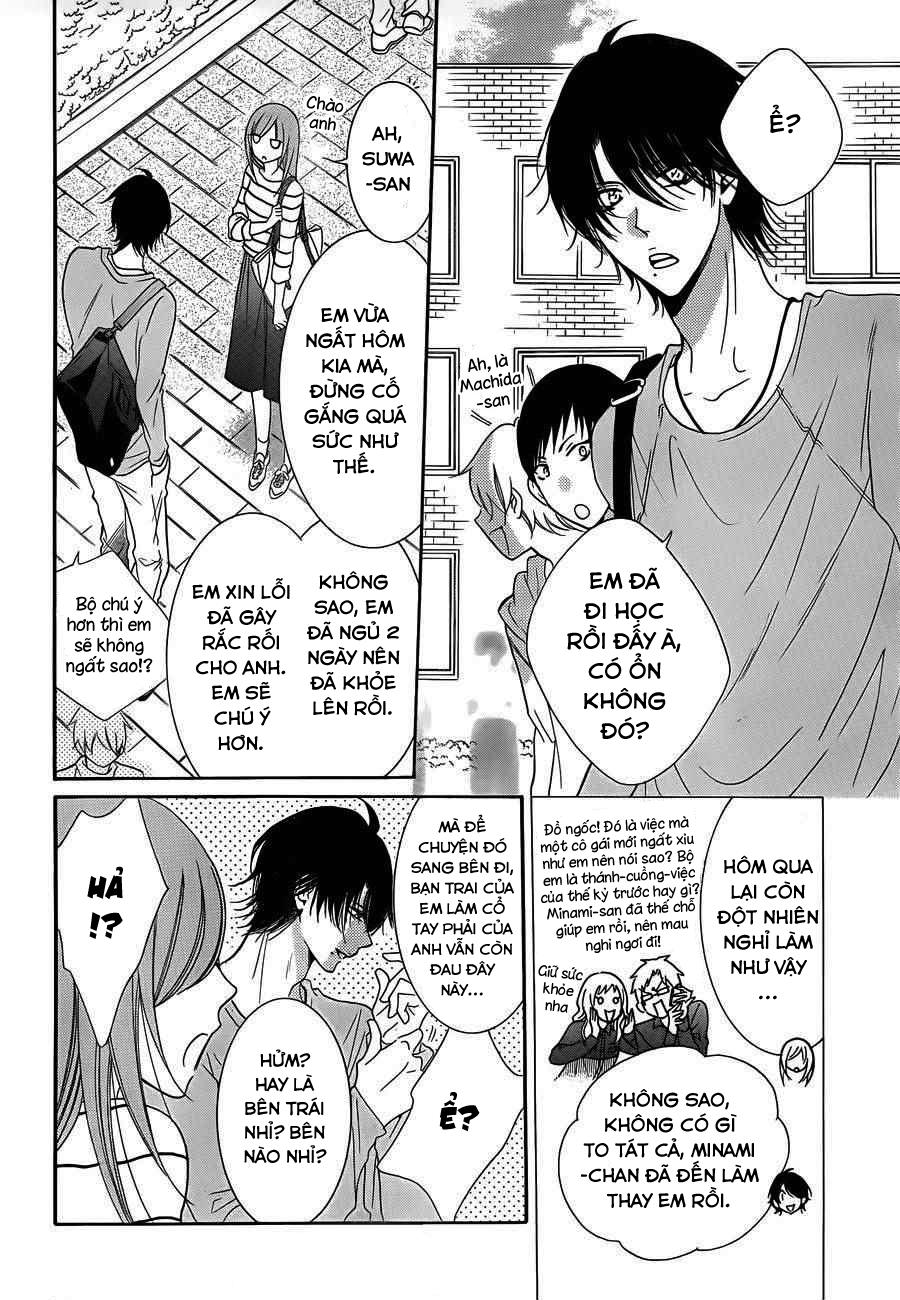 Ể?
Ah, là
Machida
-san
EM ĐÃ
ĐI HỌC
RỒI ĐẤY À,
CÓ ỔN
KHÔNG
ĐÓ?
Chào
anh
AH,
SUWA
-SAN
EM VỪA
NGẤT HÔM
KIA MÀ,
ĐỪNG CỐ
GẮNG QUÁ
SỨC NHƯ
THẾ.
KHÔNG
SAO, EM
ĐÃ NGỦ 2
NGÀY NÊN
ĐÃ KHỎE
LÊN RỒI.
EM XIN LỖI
ĐÃ GÂY
RẮC RỐI
CHO ANH.
EM SẼ
CHÚ Ý
HƠN.
Bộ chú ý
hơn thì em
sẽ không
ngất sao!?
HÔM QUA
LẠI CÒN
ĐỘT NHIÊN
NGHỈ LÀM
NHƯ VẬY
...
Đồ ngốc! Đó là việc mà
một cô gái mới ngất xỉu
như em nên nói sao? Bộ
em là thánh-cuồng-việc
của thế kỷ trước hay gì?
Minami-san đã thế chỗ
giúp em rồi, nên mau
nghỉ ngơi đi!
Giữ sức
khỏe
nha
KHÔNG SAO,
KHÔNG CÓ GÌ
TO TÁT CẢ, MINAMI
-CHAN ĐÃ ĐẾN LÀM
THAY EM RỒI.
MÀ ĐỂ
CHUYỆN ĐÓ
SANG BÊN ĐI,
BẠN TRAI CỦA
EM LÀM CỔ
TAY PHẢI CỦA
ANH VẪN CÒN
ĐAU ĐÂY
NÀY...
Ể?
HỬM?
HAY LÀ
BÊN TRÁI
NHỈ? BÊN
NÀO NHỈ?
HẢ
!?